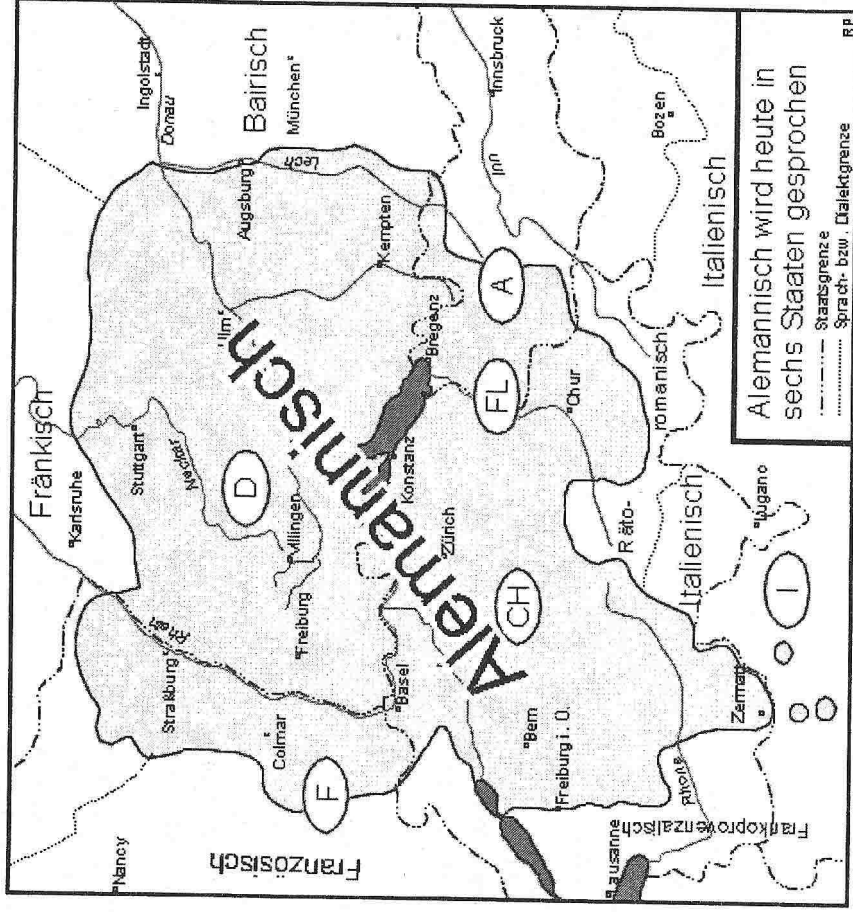 Fränkisch
Karlsruhe
Nancy
Stuttgart
Ingolstadt
Donau
Straßburg
Rhein
Neckar
Bairisch
Augsburg
München
Ulm
Colmar
D
Lech
Freiburg
Villingen
F
Französisch
Alemannisch
Kempten
Basel
Konstanz
Bregenz
Zürich
Inn
Innsbruck
FL
A
CH
Bern
Freiburg i. Ü.
Chur
Räto-
romanisch
Bozen
Lausanne
Rhone
Frankoprovenzalisch
Italienisch
Italienisch
Zermatt
Lugano
I
Alemannisch wird heute in
sechs Staaten gesprochen
Staatsgrenze
Sprach- bzw. Dialektgrenze
RP